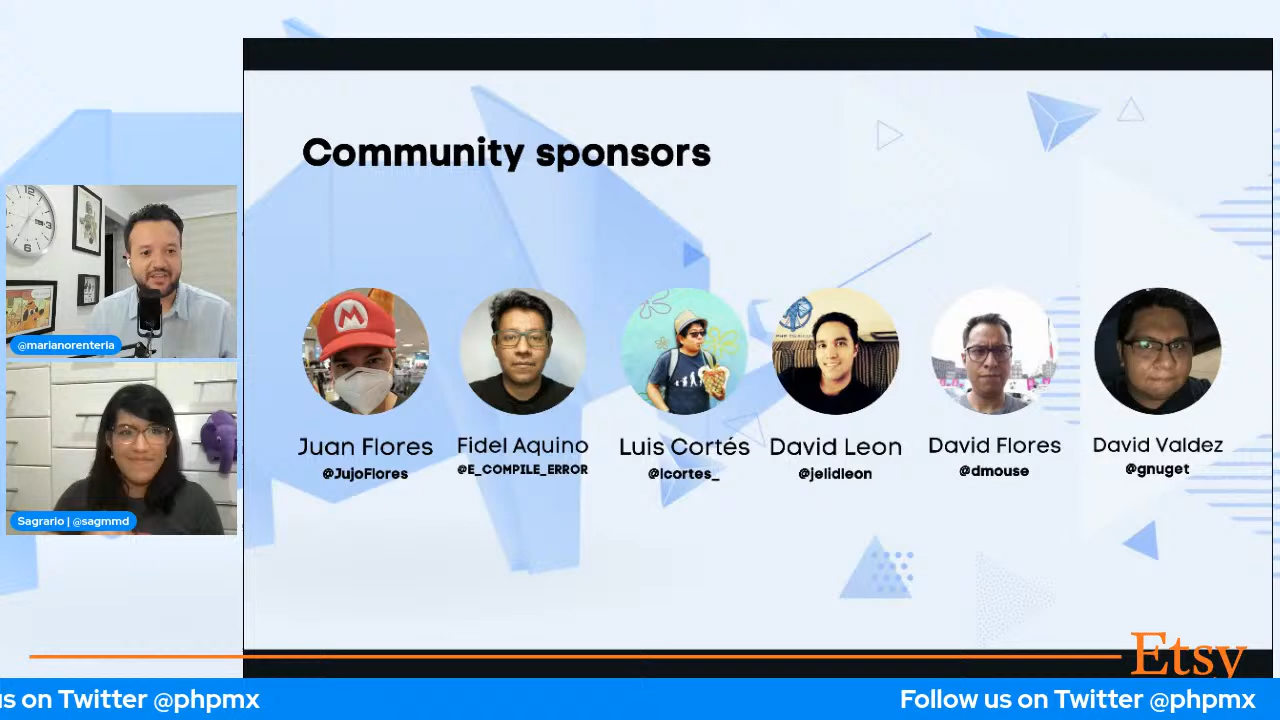 Community sponsors
@marianorenteria
Sagrario | @sagmmd
Juan Flores
@JujoFlores
Fidel Aquino
@E_COMPILE_ERROR
Luis Cortés
@lcortes_
David Leon
@jelidleon
David Flores
@dmouse
David Valdez
@gnuget
Etsy
us on Twitter @phpmx
Follow us on Twitter @phpmx